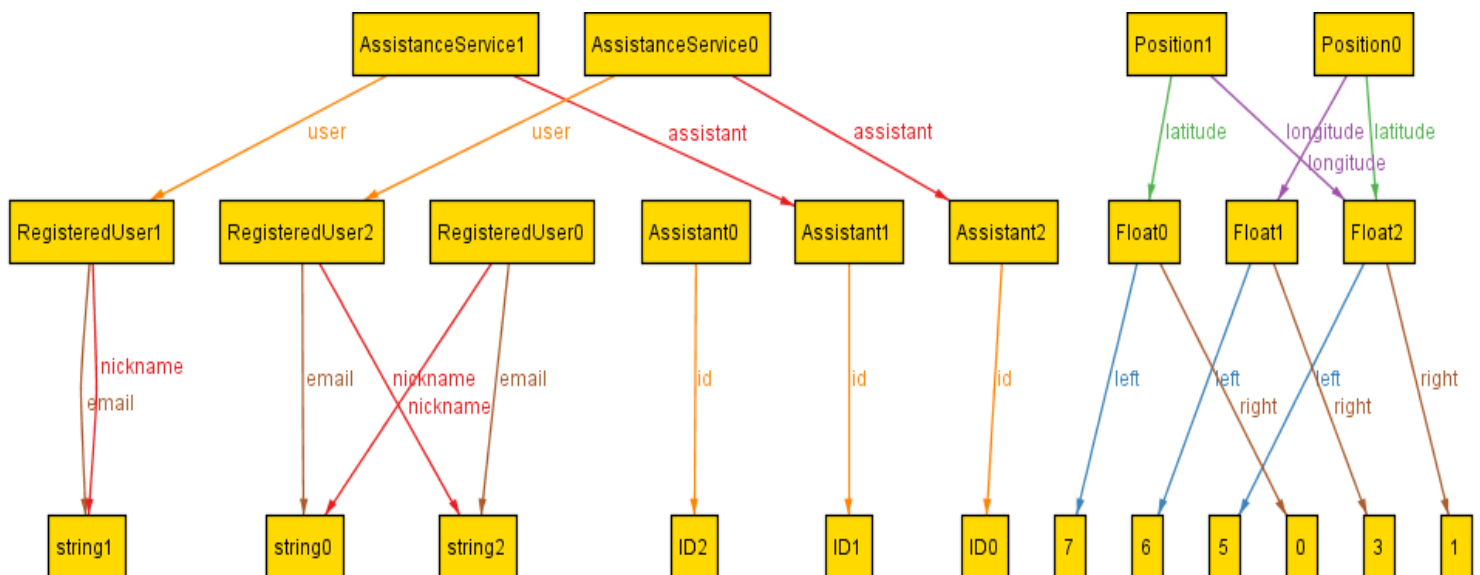 AssistanceService1
AssistanceService0
Position1
Position0
user
user
assistant
assistant
latitude
longitude
latitude
longitude
RegisteredUser1
RegisteredUser2
RegisteredUser0
Assistant0
Assistant1
Assistant2
Float0
Float1
Float2
nickname
email
email
nickname
nickname
email
id
id
id
left
left
left
right
right
right
string1
string0
string2
ID2
ID1
ID0
7
6
5
0
3
1